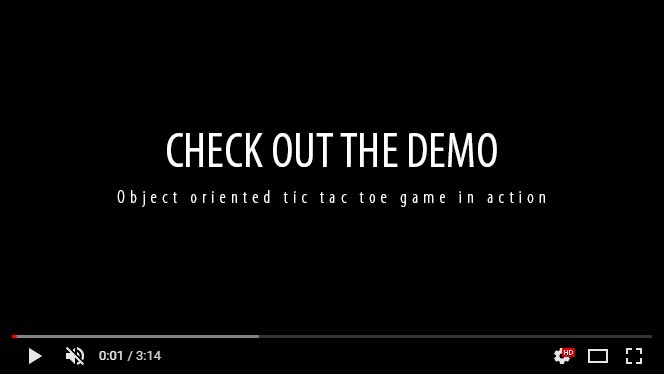 CHECK OUT THE DEMO
Object oriented tic tac toe game in action
0:01 / 3:14
HD